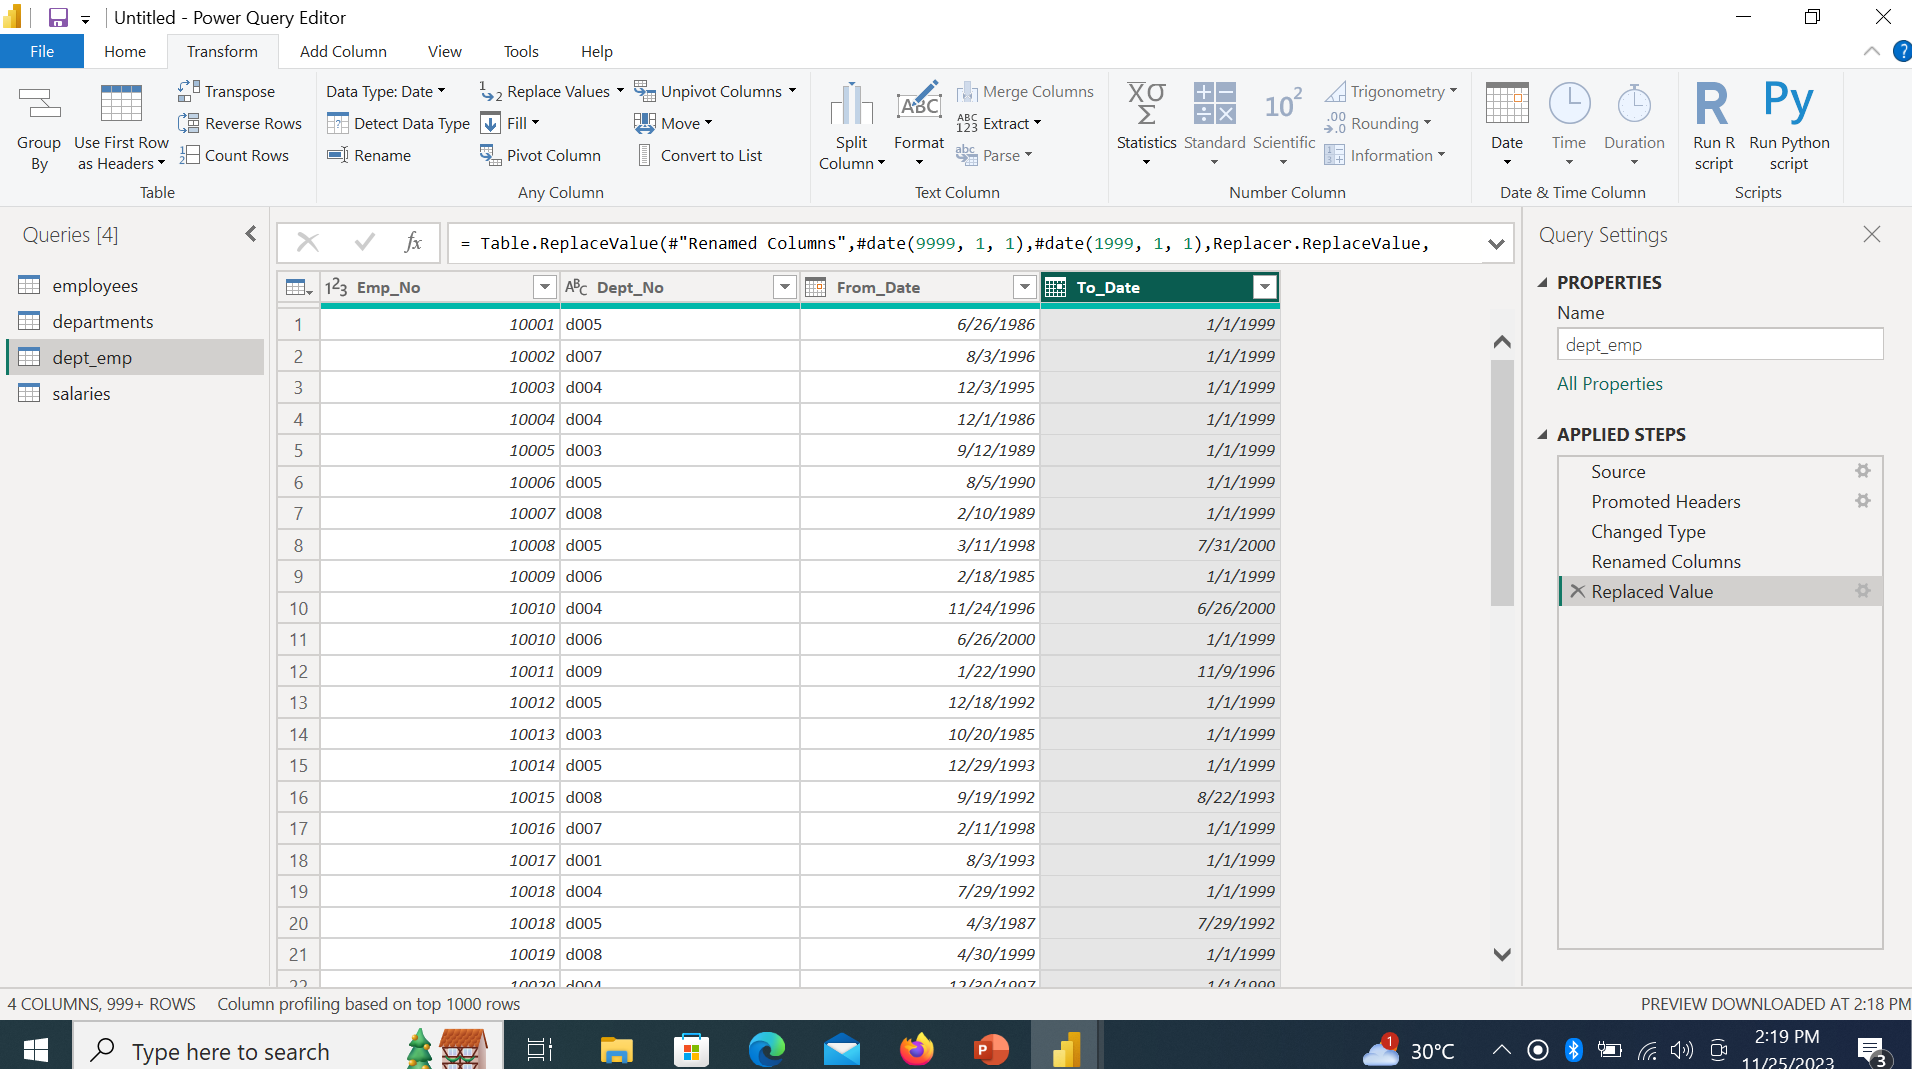 Untitled - Power Query Editor
File Home Transform Add Column View Tools Help
Group By
Use First Row as Headers
Transpose
Reverse Rows
Count Rows
Table
Data Type: Date
Detect Data Type
Rename
Replace Values
Fill
Pivot Column
Unpivot Columns
Move
Convert to List
Any Column
Split Column
Format
ABC
Merge Columns
ABC 123 Extract
abc Parse
Text Column
XΟƒ Σ Statistics
Standard
10² Scientific
Trigonometry
.00 .0 Rounding
Information
Number Column
Date
Time
Duration
Date & Time Column
R Run R script
Py Run Python script
Scripts
Queries [4]
employees
departments
dept_emp
salaries
fx = Table.ReplaceValue(#"Renamed Columns",#date(9999, 1, 1),#date(1999, 1, 1),Replacer.ReplaceValue,
123 Emp_No ABC Dept_No From_Date To_Date
1 10001 d005 6/26/1986 1/1/1999
2 10002 d007 8/3/1996 1/1/1999
3 10003 d004 12/3/1995 1/1/1999
4 10004 d004 12/1/1986 1/1/1999
5 10005 d003 9/12/1989 1/1/1999
6 10006 d005 8/5/1990 1/1/1999
7 10007 d008 2/10/1989 1/1/1999
8 10008 d005 3/11/1998 7/31/2000
9 10009 d006 2/18/1985 1/1/1999
10 10010 d004 11/24/1996 6/26/2000
11 10010 d006 6/26/2000 1/1/1999
12 10011 d009 1/22/1990 11/9/1996
13 10012 d005 12/18/1992 1/1/1999
14 10013 d003 10/20/1985 1/1/1999
15 10014 d005 12/29/1993 1/1/1999
16 10015 d008 9/19/1992 8/22/1993
17 10016 d007 2/11/1998 1/1/1999
18 10017 d001 8/3/1993 1/1/1999
19 10018 d004 7/29/1992 1/1/1999
20 10018 d005 4/3/1987 7/29/1992
21 10019 d008 4/30/1999 1/1/1999
22 10020 d004 12/30/1997 1/1/1999
Query Settings
PROPERTIES
Name
dept_emp
All Properties
APPLIED STEPS
Source
Promoted Headers
Changed Type
Renamed Columns
Replaced Value
4 COLUMNS, 999+ ROWS Column profiling based on top 1000 rows PREVIEW DOWNLOADED AT 2:18 PM
Type here to search
P
1
30°C
2:19 PM
11/25/2023
3